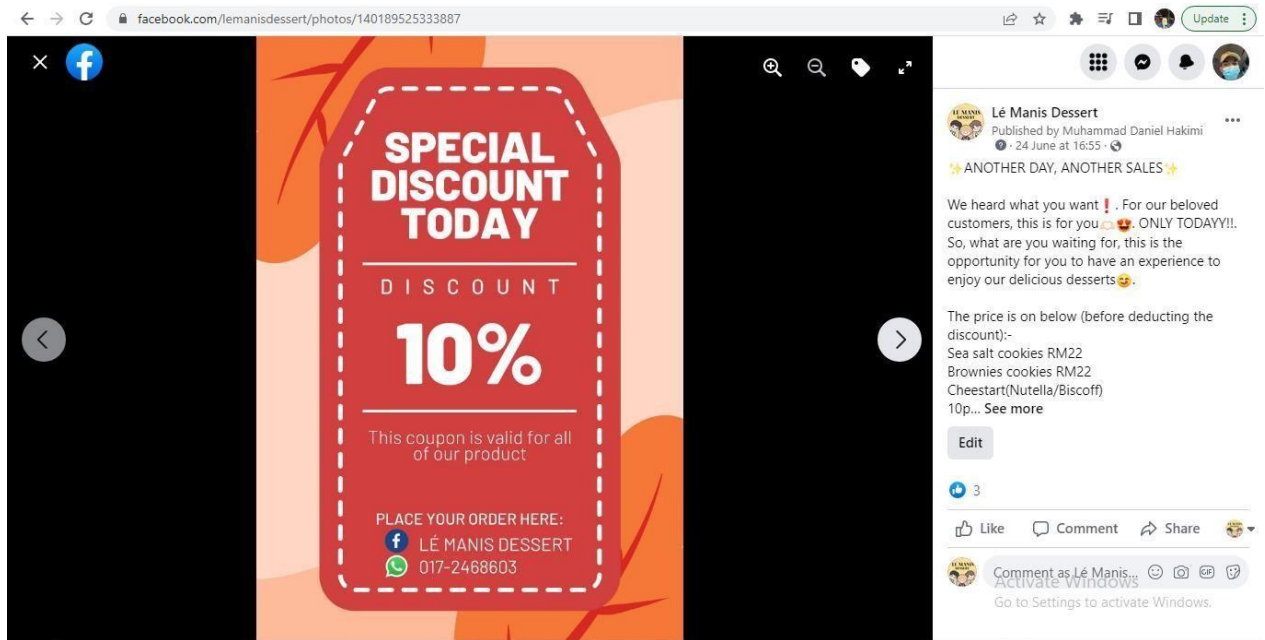 facebook.com/lemanisdessert/photos/140189525333887
Update
SPECIAL
DISCOUNT
TODAY
DISCOUNT
10%
This coupon is valid for all
of our product
PLACE YOUR ORDER HERE:
LÉ MANIS DESSERT
017-2468603
LE MANIS
DESSERT
Lé Manis Dessert
Published by Muhammad Daniel Hakimi
· 24 June at 16:55 ·
✨ANOTHER DAY, ANOTHER SALES✨
We heard what you want❗. For our beloved
customers, this is for you🫶🏻😍. ONLY TODAYY!!.
So, what are you waiting for, this is the
opportunity for you to have an experience to
enjoy our delicious desserts😋.
The price is on below (before deducting the
discount):-
Sea salt cookies RM22
Brownies cookies RM22
Cheestart(Nutella/Biscoff)
10p... See more
Edit
3
Like Comment Share
Comment as Lé Manis... GIF
Activate Windows
Go to Settings to activate Windows.